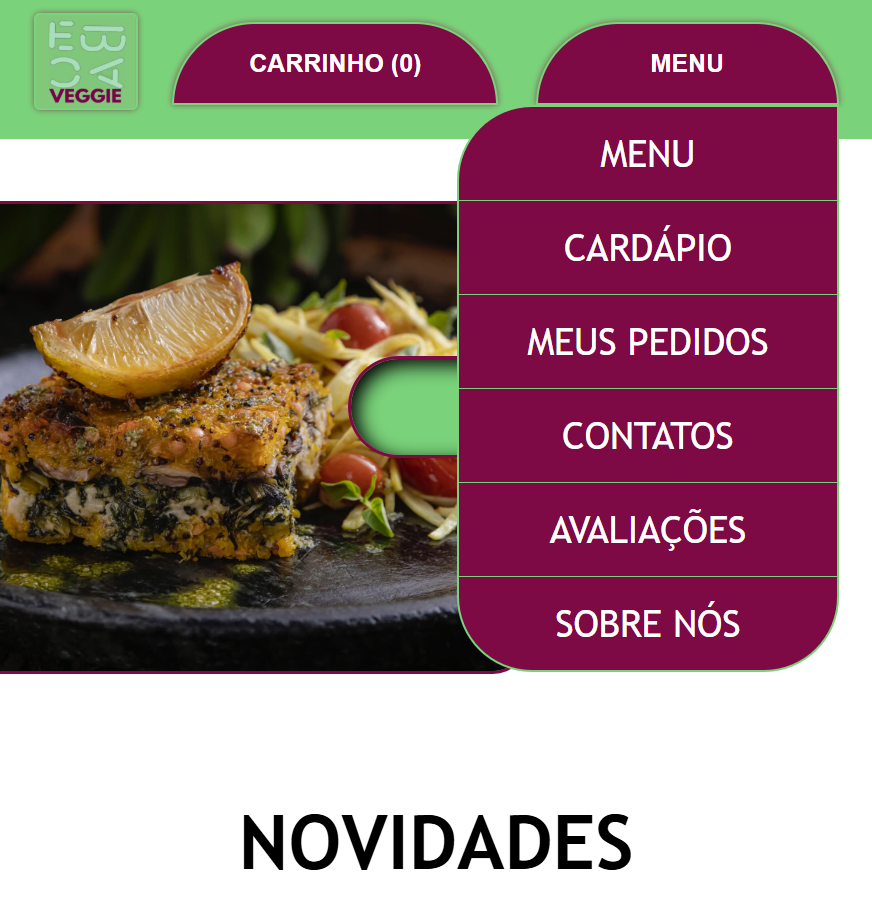 VEGGIE
CARRINHO (0)
MENU
MENU
CARDÁPIO
MEUS PEDIDOS
CONTATOS
AVALIAÇÕES
SOBRE NÓS
NOVIDADES